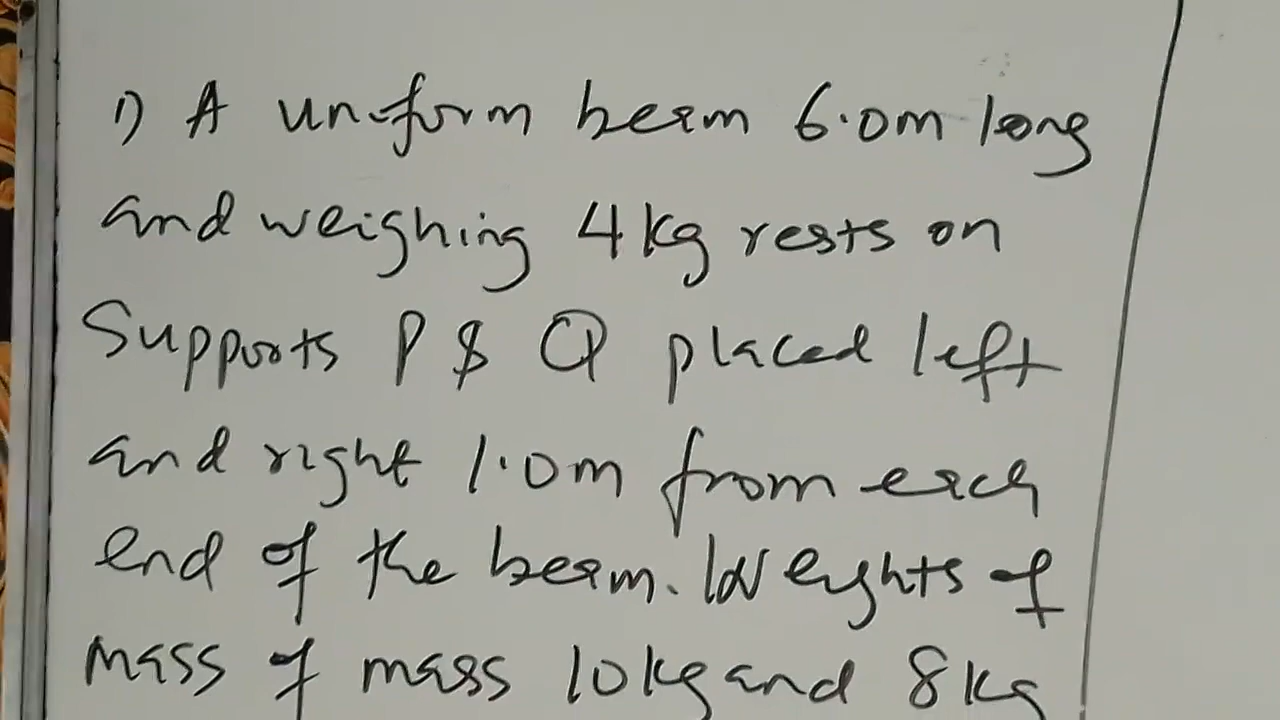 1) A uniform beam 6.0m long
and weighing 4kg rests on
Supports P & Q placed left
and right 1.0m from each
end of the beam. Weights of
mass of mass 10kg and 8kg